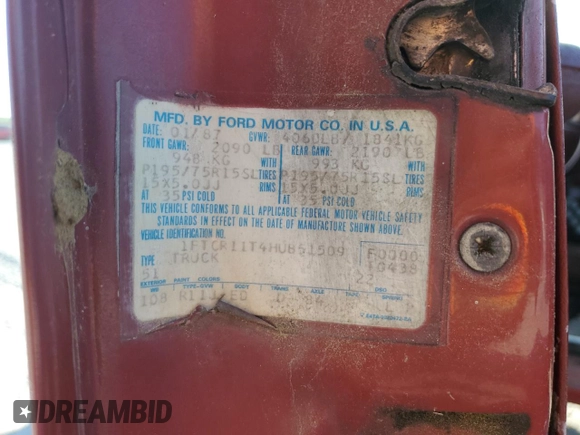 MFD. BY FORD MOTOR CO. IN U.S.A.
DATE: 01/87 GVWR: 4060LB/ 1841KG
FRONT GAWR: 2090 LB REAR GAWR: 2190 LB
948 KG WITH 993 KG WITH
P195/75R15SL TIRES P195/75R15SL TIRES
15X5.0JJ RIMS 15X5.0JJ RIMS
AT 35 PSI COLD AT 35 PSI COLD
THIS VEHICLE CONFORMS TO ALL APPLICABLE FEDERAL MOTOR VEHICLE SAFETY
STANDARDS IN EFFECT ON THE DATE OF MANUFACTURE SHOWN ABOVE.
VEHICLE IDENTIFICATION NO.
1FTCR11T4HUB51509 F0000
TYPE TRUCK
51
EXTERIOR PAINT COLORS DSO
WB TYPE-GVW BODY TRANS AXLE SPRING
108 D 84
DREAMBID